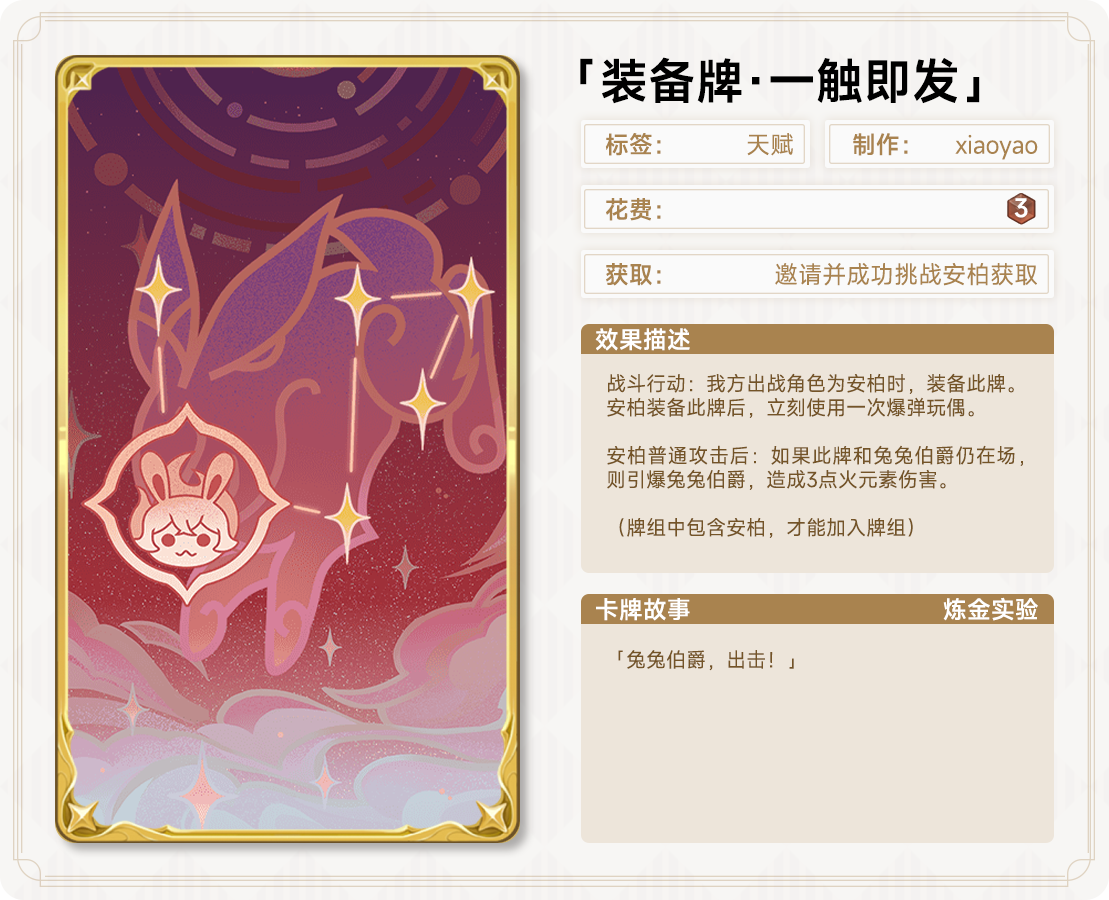 「装备牌·一触即发」
标签： 天赋 制作： xiaoyao
花费： 3
获取： 邀请并成功挑战安柏获取
效果描述
战斗行动：我方出战角色为安柏时，装备此牌。
安柏装备此牌后，立刻使用一次爆弹玩偶。
安柏普通攻击后：如果此牌和兔兔伯爵仍在场，
则引爆兔兔伯爵，造成3点火元素伤害。
（牌组中包含安柏，才能加入牌组）
卡牌故事 炼金实验
「兔兔伯爵，出击！」